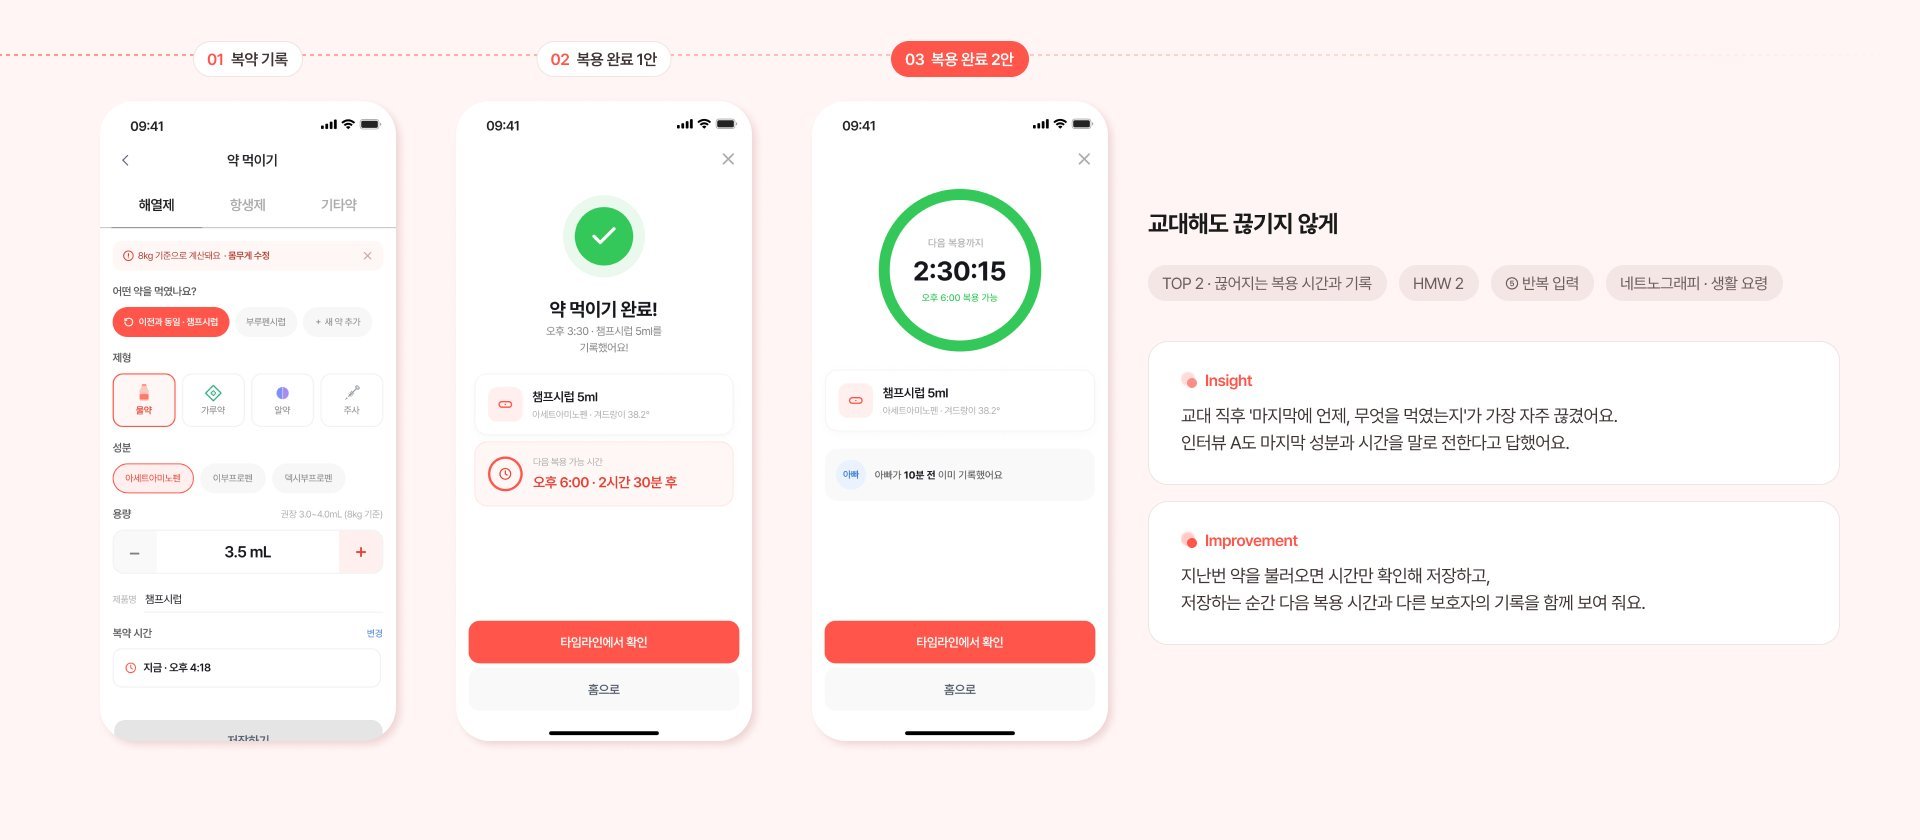 01 복약 기록
02 복용 완료 1안
03 복용 완료 2안
09:41
약 먹이기
해열제
항생제
기타약
8kg 기준으로 계산돼요 · 몸무게 수정
어떤 약을 먹였나요?
이전과 동일 · 챔프시럽
부루펜시럽
+ 새 약 추가
제형
물약
가루약
알약
주사
성분
아세트아미노펜
이부프로펜
덱시부프로펜
용량
권장 3.0~4.0mL (8kg 기준)
− 3.5 mL +
제품명 챔프시럽
복약 시간
변경
지금 · 오후 4:18
저장하기
09:41
약 먹이기 완료!
오후 3:30 · 챔프시럽 5ml를
기록했어요!
챔프시럽 5ml
아세트아미노펜 · 겨드랑이 38.2°
다음 복용 가능 시간
오후 6:00 · 2시간 30분 후
타임라인에서 확인
홈으로
09:41
다음 복용까지
2:30:15
오후 6:00 복용 가능
챔프시럽 5ml
아세트아미노펜 · 겨드랑이 38.2°
아빠
아빠가 10분 전 이미 기록했어요
타임라인에서 확인
홈으로
교대해도 끊기지 않게
TOP 2 · 끊어지는 복용 시간과 기록
HMW 2
⑤ 반복 입력
네트노그래피 · 생활 요령
Insight
교대 직후 '마지막에 언제, 무엇을 먹였는지'가 가장 자주 끊겼어요.
인터뷰 A도 마지막 성분과 시간을 말로 전한다고 답했어요.
Improvement
지난번 약을 불러오면 시간만 확인해 저장하고,
저장하는 순간 다음 복용 시간과 다른 보호자의 기록을 함께 보여 줘요.